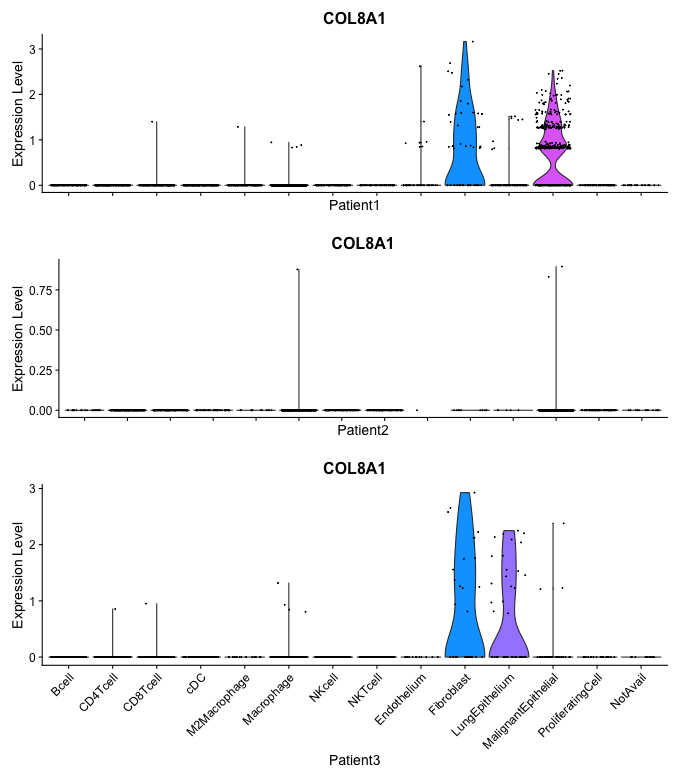 COL8A1
Expression Level
3
2
1
0
Patient1
COL8A1
Expression Level
0.75
0.50
0.25
0.00
Patient2
COL8A1
Expression Level
3
2
1
0
Bcell
CD4Tcell
CD8Tcell
cDC
M2Macrophage
Macrophage
NKcell
NKTcell
Endothelium
Fibroblast
LungEpithelium
MalignantEpithelial
ProliferatingCell
NotAvail
Patient3